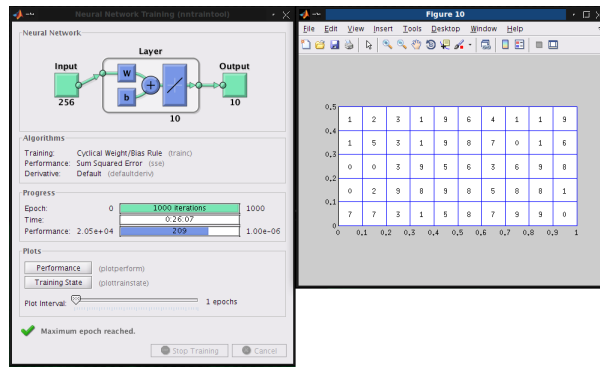 Neural Network Training (nntraintool)
Neural Network
Layer
Input
W
b
Output
256
10
10
Algorithms
Training: Cyclical Weight/Bias Rule (trainc)
Performance: Sum Squared Error (sse)
Derivative: Default (defaultderiv)
Progress
Epoch: 0 1000 iterations 1000
Time: 0:26:07
Performance: 2.05e+04 209 1.00e-06
Plots
Performance (plotperform)
Training State (plottrainstate)
Plot Interval: 1 epochs
Maximum epoch reached.
Stop Training Cancel
Figure 10
File Edit View Insert Tools Desktop Window Help
0.5
1 2 3 1 9 6 4 1 1 9
0.4
1 5 3 1 9 8 7 0 1 6
0.3
0 0 3 9 5 6 3 6 9 8
0.2
0 2 9 8 9 8 5 8 8 1
0.1
7 7 3 1 5 8 7 9 9 0
0
0 0.1 0.2 0.3 0.4 0.5 0.6 0.7 0.8 0.9 1